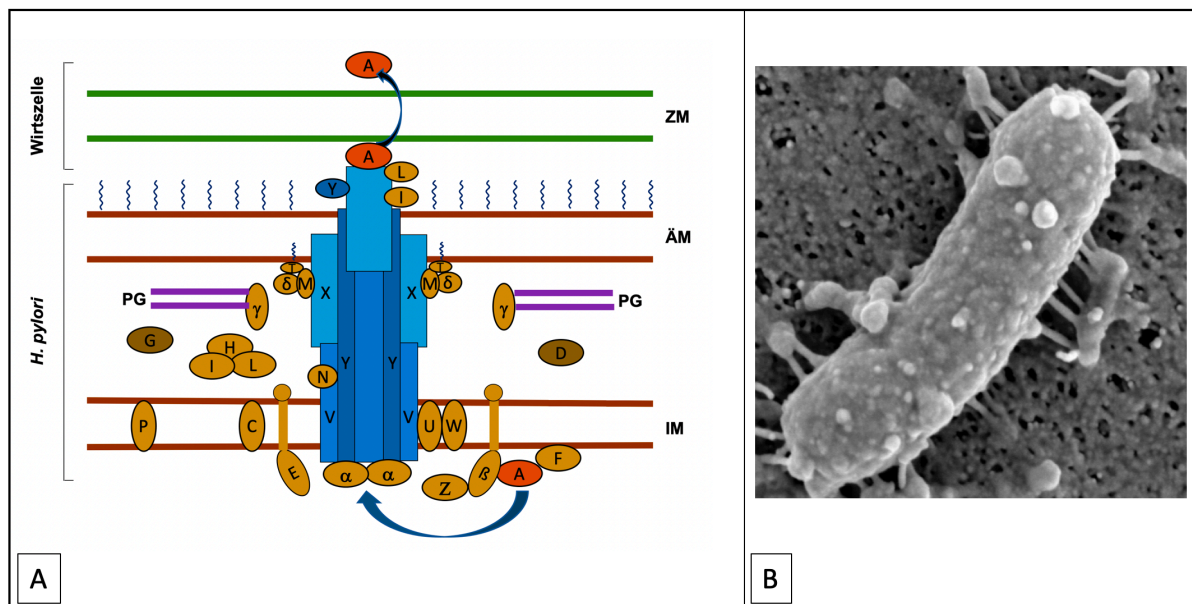 Wirtszelle
H. pylori
A
ZM
A
L
Y
I
ÄM
T
T
δ M
M δ
X
X
PG
γ
γ
PG
G
H
I
L
D
N
Y
Y
P
C
V
V
U
W
IM
E
α
α
Z
ß
A
F
A
B